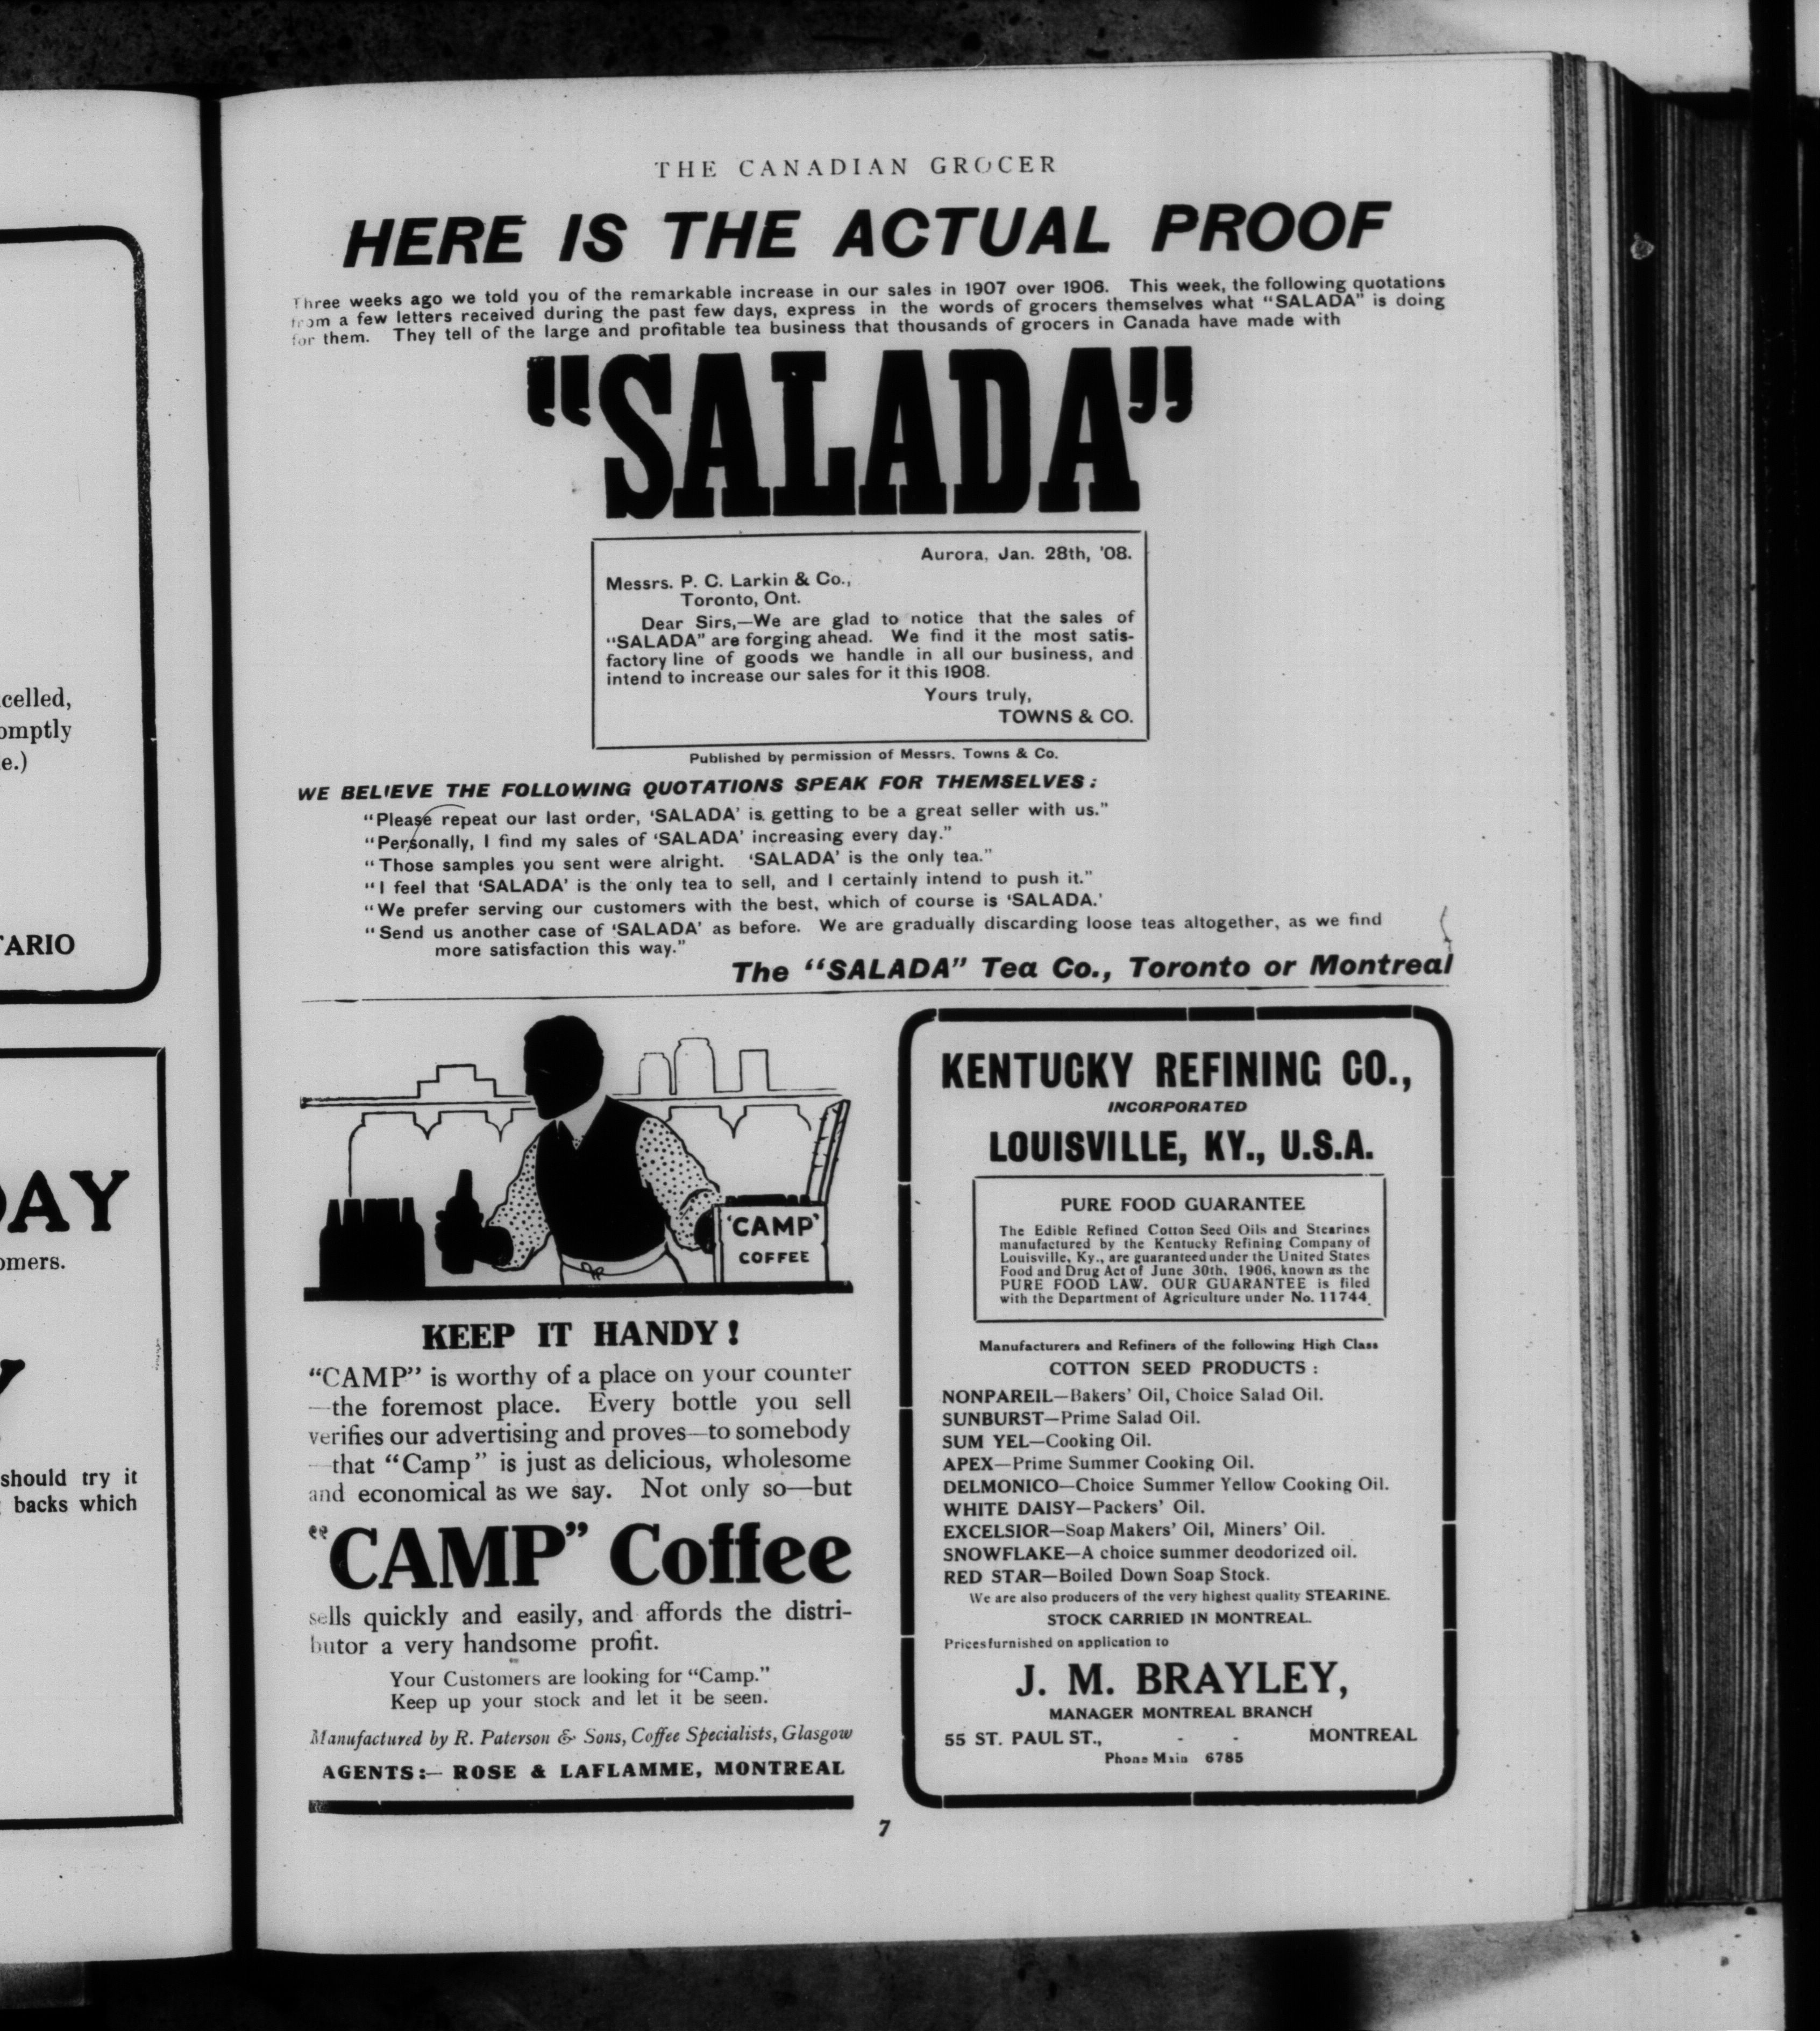 celled,
omptly
e.)
TARIO
DAY
omers.
Y
should try it
backs which
THE CANADIAN GROCER
HERE IS THE ACTUAL PROOF
Three weeks ago we told you of the remarkable increase in our sales in 1907 over 1906. This week, the following quotations
from a few letters received during the past few days, express in the words of grocers themselves what "SALADA" is doing
for them. They tell of the large and profitable tea business that thousands of grocers in Canada have made with
"SALADA"
Aurora, Jan. 28th, '08.
Messrs. P. C. Larkin & Co.,
Toronto, Ont.
Dear Sirs,—We are glad to notice that the sales of
"SALADA" are forging ahead. We find it the most satis-
factory line of goods we handle in all our business, and
intend to increase our sales for it this 1908.
Yours truly,
TOWNS & CO.
Published by permission of Messrs. Towns & Co.
WE BELIEVE THE FOLLOWING QUOTATIONS SPEAK FOR THEMSELVES:
"Please repeat our last order, 'SALADA' is getting to be a great seller with us."
"Personally, I find my sales of 'SALADA' increasing every day."
"Those samples you sent were alright. 'SALADA' is the only tea."
"I feel that 'SALADA' is the only tea to sell, and I certainly intend to push it."
"We prefer serving our customers with the best, which of course is 'SALADA.'
"Send us another case of 'SALADA' as before. We are gradually discarding loose teas altogether, as we find
more satisfaction this way."
The "SALADA" Tea Co., Toronto or Montreal
'CAMP'
COFFEE
KEEP IT HANDY!
"CAMP" is worthy of a place on your counter
—the foremost place. Every bottle you sell
verifies our advertising and proves—to somebody
—that "Camp" is just as delicious, wholesome
and economical as we say. Not only so—but
"CAMP" Coffee
sells quickly and easily, and affords the distri-
butor a very handsome profit.
Your Customers are looking for "Camp."
Keep up your stock and let it be seen.
Manufactured by R. Paterson & Sons, Coffee Specialists, Glasgow
AGENTS:— ROSE & LAFLAMME, MONTREAL
KENTUCKY REFINING CO.,
INCORPORATED
LOUISVILLE, KY., U.S.A.
PURE FOOD GUARANTEE
The Edible Refined Cotton Seed Oils and Stearines
manufactured by the Kentucky Refining Company of
Louisville, Ky., are guaranteed under the United States
Food and Drug Act of June 30th, 1906, known as the
PURE FOOD LAW. OUR GUARANTEE is filed
with the Department of Agriculture under No. 11744.
Manufacturers and Refiners of the following High Class
COTTON SEED PRODUCTS:
NONPAREIL—Bakers' Oil, Choice Salad Oil.
SUNBURST—Prime Salad Oil.
SUM YEL—Cooking Oil.
APEX—Prime Summer Cooking Oil.
DELMONICO—Choice Summer Yellow Cooking Oil.
WHITE DAISY—Packers' Oil.
EXCELSIOR—Soap Makers' Oil, Miners' Oil.
SNOWFLAKE—A choice summer deodorized oil.
RED STAR—Boiled Down Soap Stock.
We are also producers of the very highest quality STEARINE.
STOCK CARRIED IN MONTREAL.
Prices furnished on application to
J. M. BRAYLEY,
MANAGER MONTREAL BRANCH
55 ST. PAUL ST., - - MONTREAL
Phone Main 6785
7